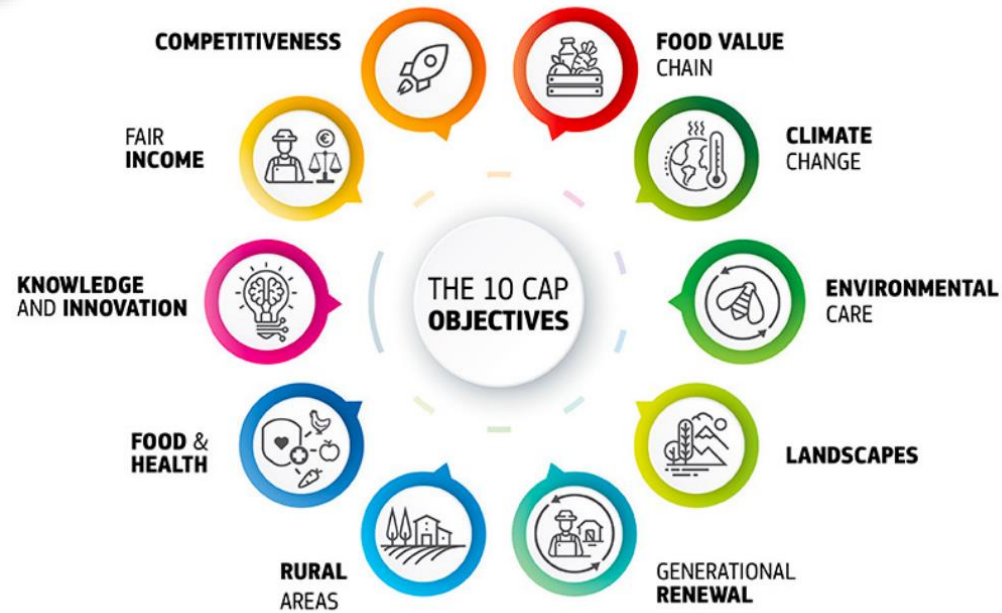 THE 10 CAP
OBJECTIVES
COMPETITIVENESS
FOOD VALUE
CHAIN
CLIMATE
CHANGE
ENVIRONMENTAL
CARE
LANDSCAPES
GENERATIONAL
RENEWAL
RURAL
AREAS
FOOD &
HEALTH
KNOWLEDGE
AND INNOVATION
FAIR
INCOME
€